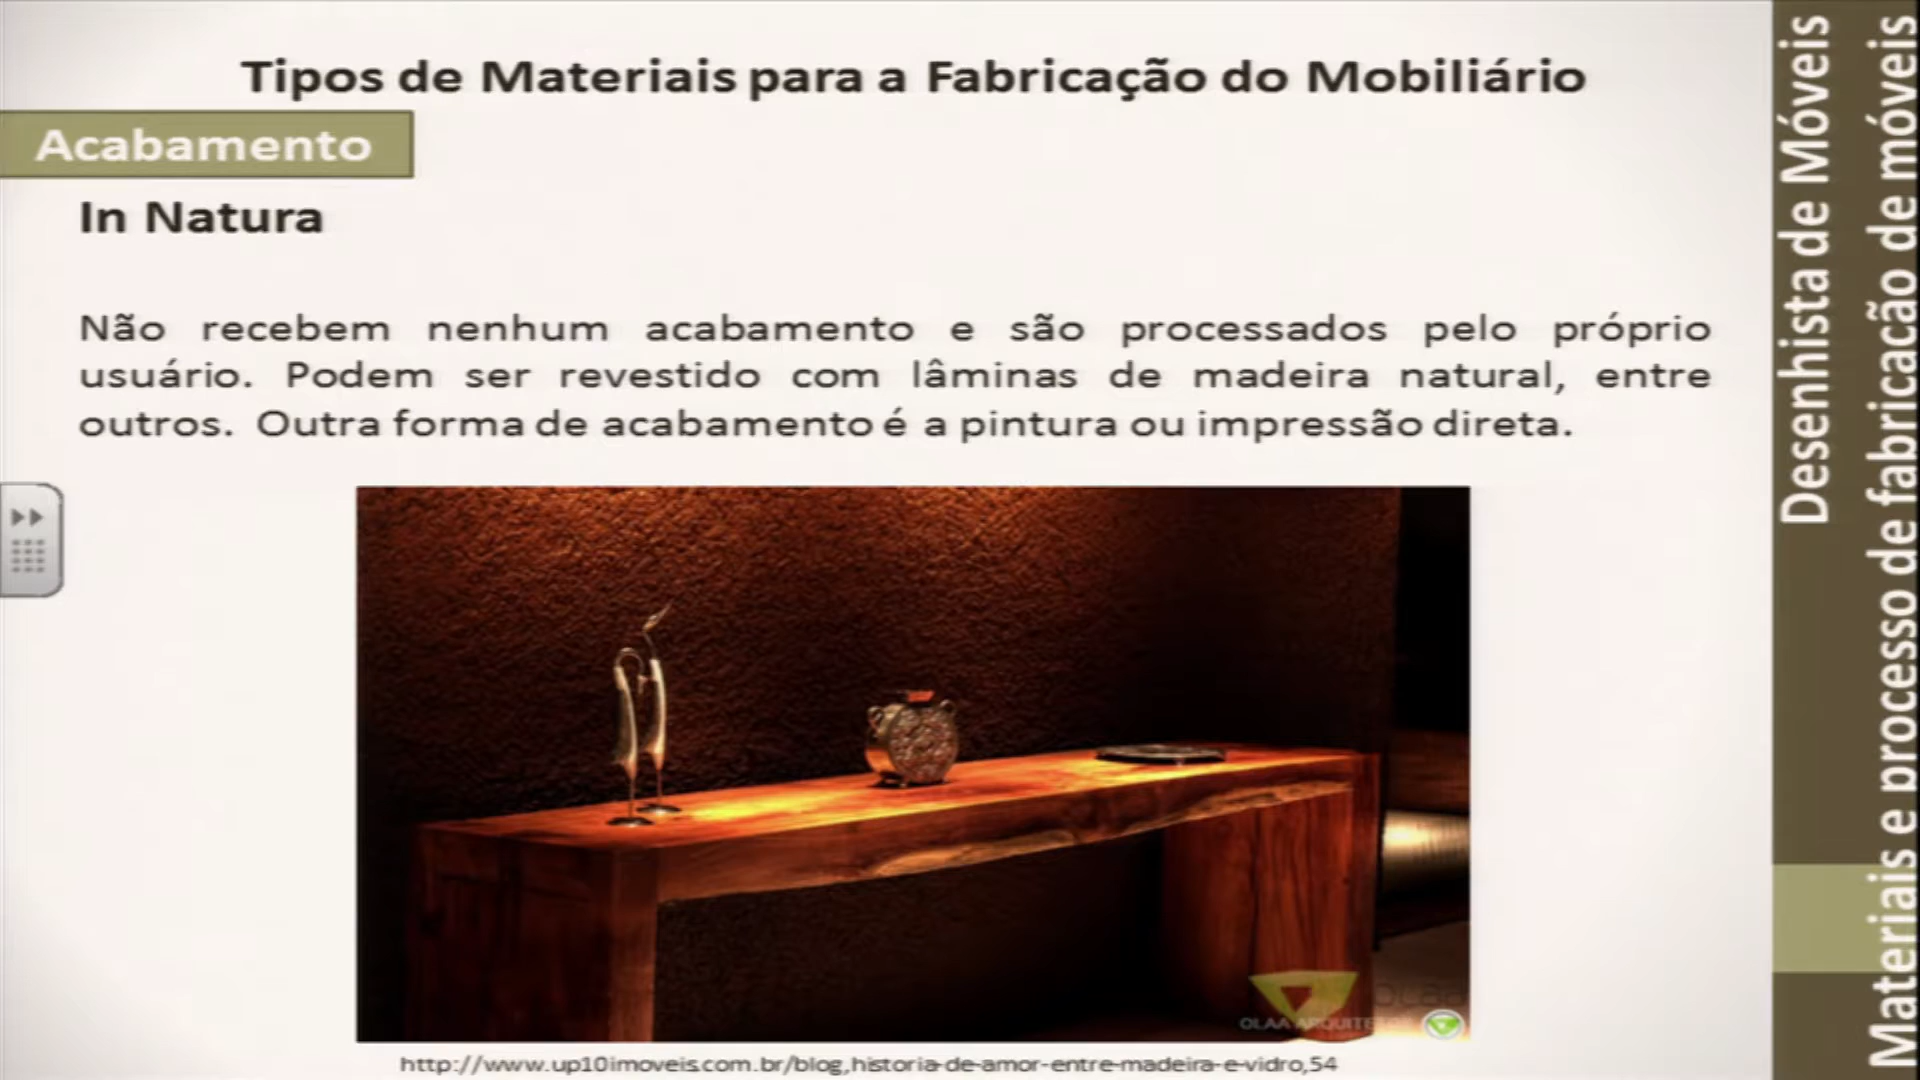 Tipos de Materiais para a Fabricação do Mobiliário
Acabamento
In Natura
Não recebem nenhum acabamento e são processados pelo próprio
usuário. Podem ser revestido com lâminas de madeira natural, entre
outros. Outra forma de acabamento é a pintura ou impressão direta.
OLAA
OLAA ARQUITE
http://www.up10imoveis.com.br/blog,historia-de-amor-entre-madeira-e-vidro,54
Desenhista de Móveis
Materiais e processo de fabricação de móveis